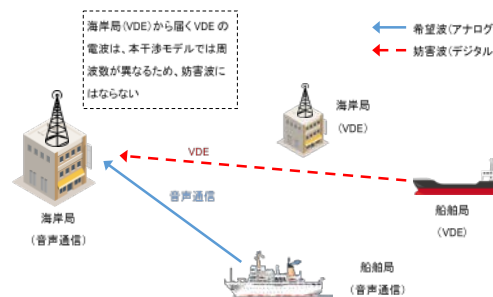 海岸局(VDE)から届くVDEの
電波は、本干渉モデルでは周
波数が異なるため、妨害波に
はならない
希望波(アナログ
妨害波(デジタル
海岸局
(VDE)
VDE
音声通信
海岸局
(音声通信)
船舶局
(VDE)
船舶局
(音声通信)